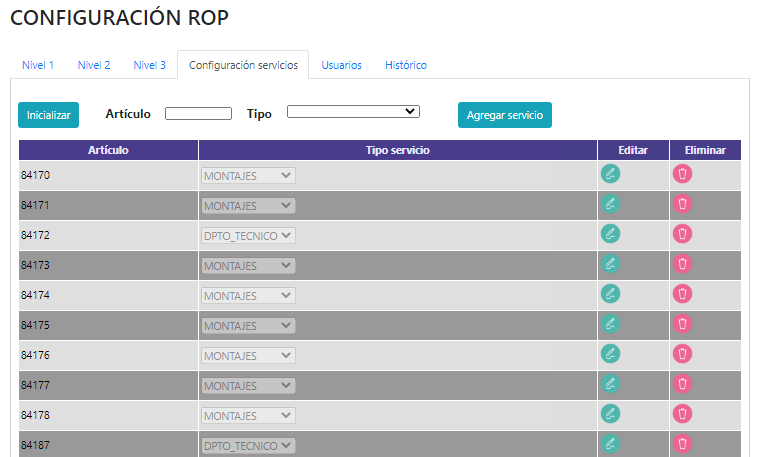 CONFIGURACIÓN ROP
Nivel 1 Nivel 2 Nivel 3 Configuración servicios Usuarios Histórico
Inicializar Artículo Tipo Agregar servicio
Artículo Tipo servicio Editar Eliminar
84170 MONTAJES
84171 MONTAJES
84172 DPTO_TECNICO
84173 MONTAJES
84174 MONTAJES
84175 MONTAJES
84176 MONTAJES
84177 MONTAJES
84178 MONTAJES
84187 DPTO_TECNICO